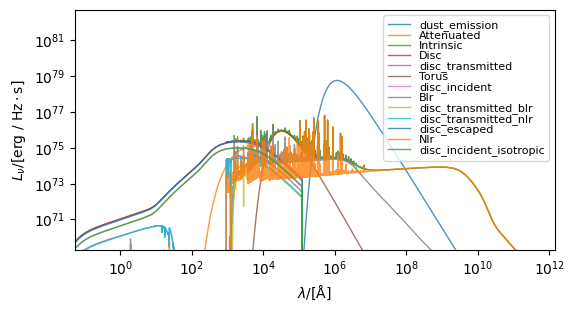 dust_emission
Attenuated
Intrinsic
Disc
disc_transmitted
Torus
disc_incident
Blr
disc_transmitted_blr
disc_transmitted_nlr
disc_escaped
Nlr
disc_incident_isotropic
10^81
10^79
10^77
10^75
10^73
10^71
L_ν/[erg / Hz · s]
10^0 10^2 10^4 10^6 10^8 10^10 10^12
λ/[Å]